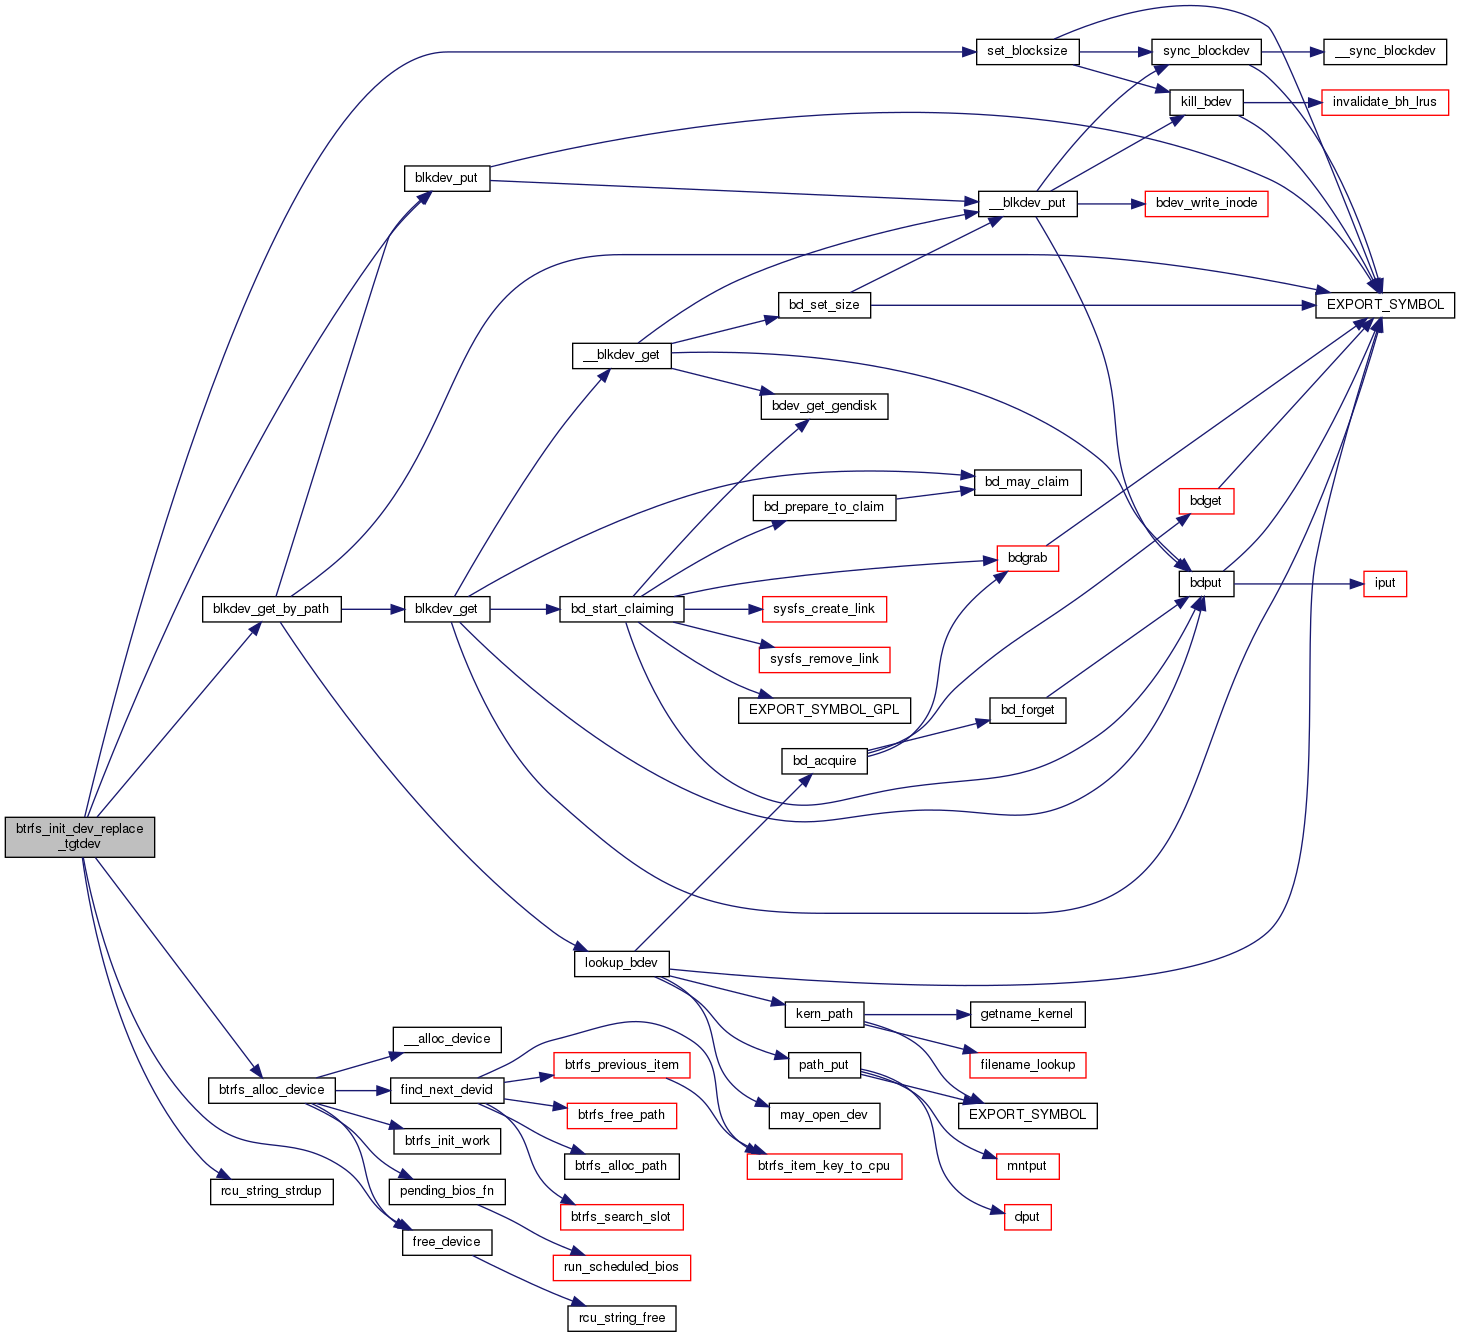 set_blocksize
sync_blockdev
__sync_blockdev
kill_bdev
invalidate_bh_lrus
blkdev_put
__blkdev_put
bdev_write_inode
bd_set_size
EXPORT_SYMBOL
__blkdev_get
bdev_get_gendisk
bd_may_claim
bd_prepare_to_claim
bdget
bdgrab
bdput
iput
blkdev_get_by_path
blkdev_get
bd_start_claiming
sysfs_create_link
sysfs_remove_link
EXPORT_SYMBOL_GPL
bd_forget
bd_acquire
btrfs_init_dev_replace
_tgtdev
lookup_bdev
kern_path
getname_kernel
__alloc_device
path_put
filename_lookup
btrfs_alloc_device
find_next_devid
btrfs_previous_item
btrfs_free_path
may_open_dev
EXPORT_SYMBOL
btrfs_init_work
btrfs_alloc_path
btrfs_item_key_to_cpu
mntput
rcu_string_strdup
pending_bios_fn
btrfs_search_slot
dput
free_device
run_scheduled_bios
rcu_string_free